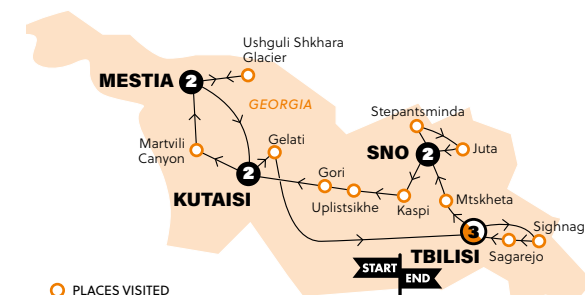 Ushguli Shkhara
Glacier
MESTIA
2
GEORGIA
Stepantsminda
Martvili
Canyon
Gelati
SNO
2
Juta
2
KUTAISI
Gori
Uplistsikhe
Kaspi
Mtskheta
3
TBILISI
Sighnag
Sagarejo
START
END
PLACES VISITED